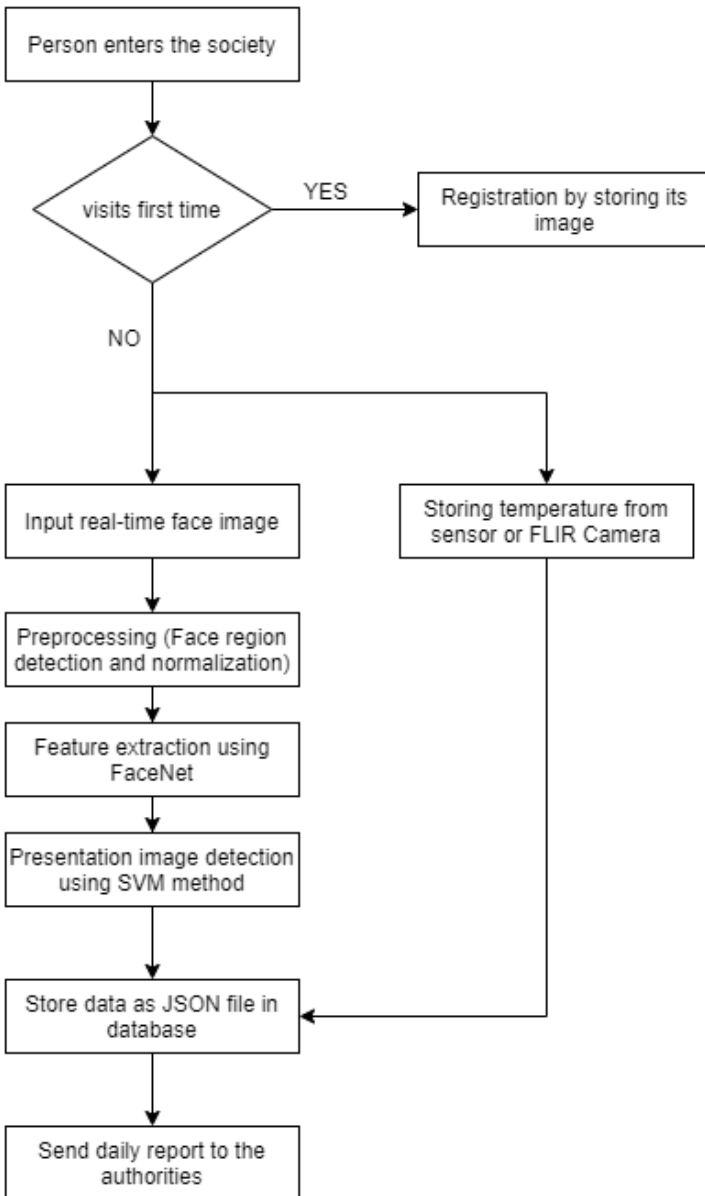 Person enters the society
visits first time
YES
Registration by storing its
image
NO
Input real-time face image
Storing temperature from
sensor or FLIR Camera
Preprocessing (Face region
detection and normalization)
Feature extraction using
FaceNet
Presentation image detection
using SVM method
Store data as JSON file in
database
Send daily report to the
authorities